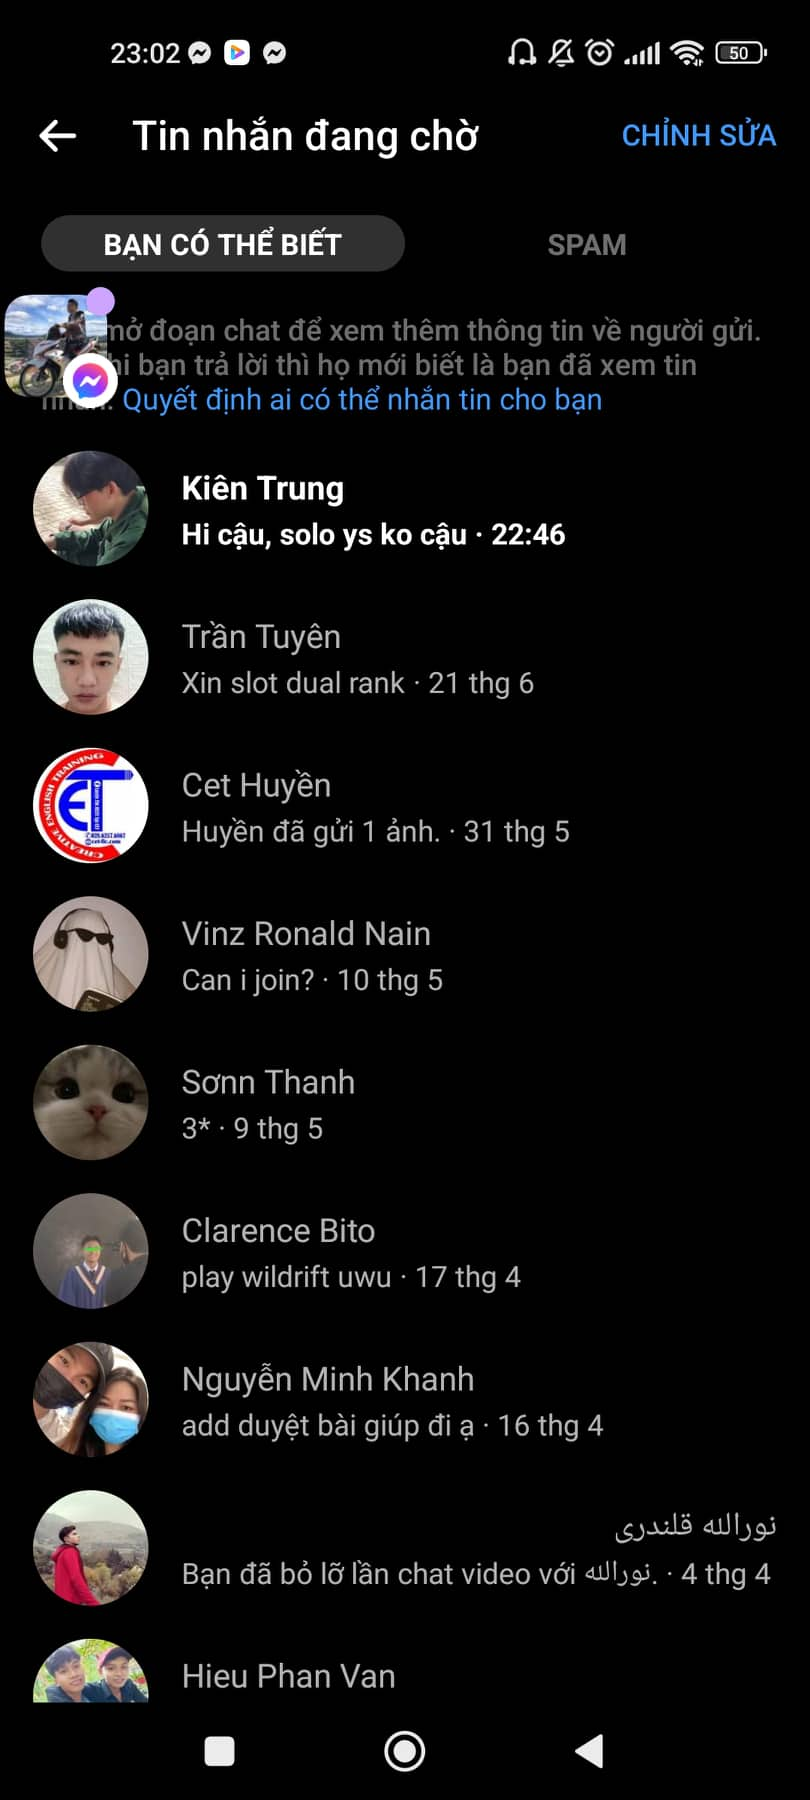 23:02
50
Tin nhắn đang chờ
CHỈNH SỬA
BẠN CÓ THỂ BIẾT
SPAM
mở đoạn chat để xem thêm thông tin về người gửi.
hi bạn trả lời thì họ mới biết là bạn đã xem tin
Quyết định ai có thể nhắn tin cho bạn
Kiên Trung
Hi cậu, solo ys ko cậu · 22:46
Trần Tuyên
Xin slot dual rank · 21 thg 6
CREATIVE ENGLISH TRAINING
Cet Huyền
Huyền đã gửi 1 ảnh. · 31 thg 5
Vinz Ronald Nain
Can i join? · 10 thg 5
Sơnn Thanh
3* · 9 thg 5
Clarence Bito
play wildrift uwu · 17 thg 4
Nguyễn Minh Khanh
add duyệt bài giúp đi ạ · 16 thg 4
نورالله قلندری
Bạn đã bỏ lỡ lần chat video với نورالله. · 4 thg 4
Hieu Phan Van